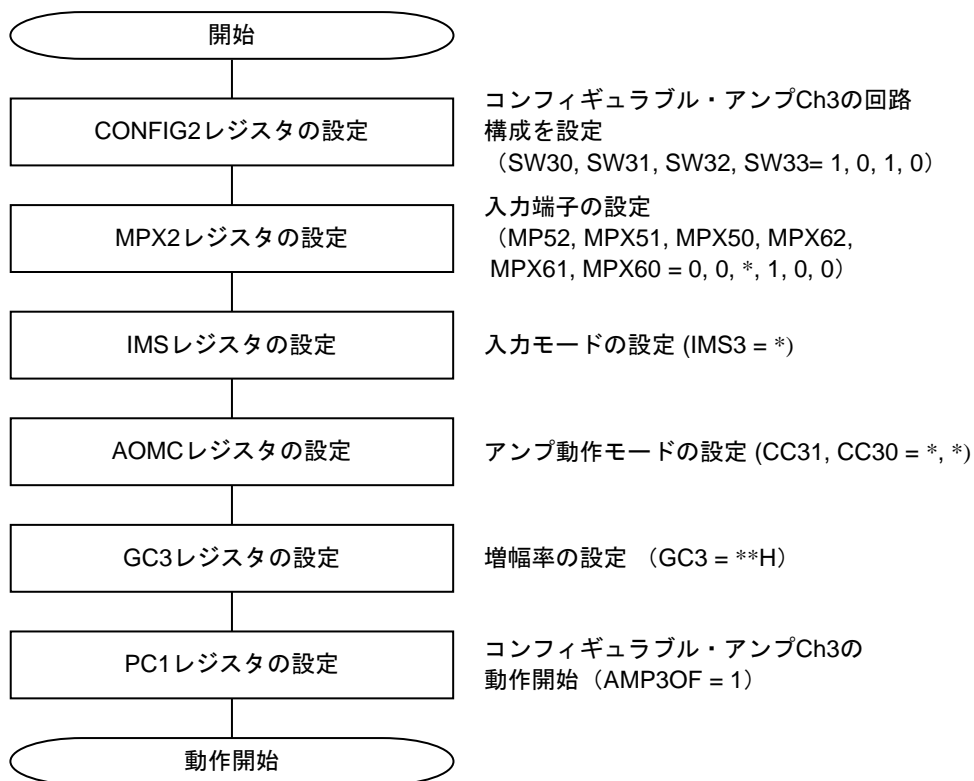 開始
CONFIG2レジスタの設定
コンフィギュラブル・アンプCh3の回路
構成を設定
（SW30, SW31, SW32, SW33= 1, 0, 1, 0）
MPX2レジスタの設定
入力端子の設定
（MP52, MPX51, MPX50, MPX62,
MPX61, MPX60 = 0, 0, *, 1, 0, 0）
IMSレジスタの設定
入力モードの設定 (IMS3 = *)
AOMCレジスタの設定
アンプ動作モードの設定 (CC31, CC30 = *, *)
GC3レジスタの設定
増幅率の設定 （GC3 = **H）
PC1レジスタの設定
コンフィギュラブル・アンプCh3の
動作開始（AMP3OF = 1）
動作開始